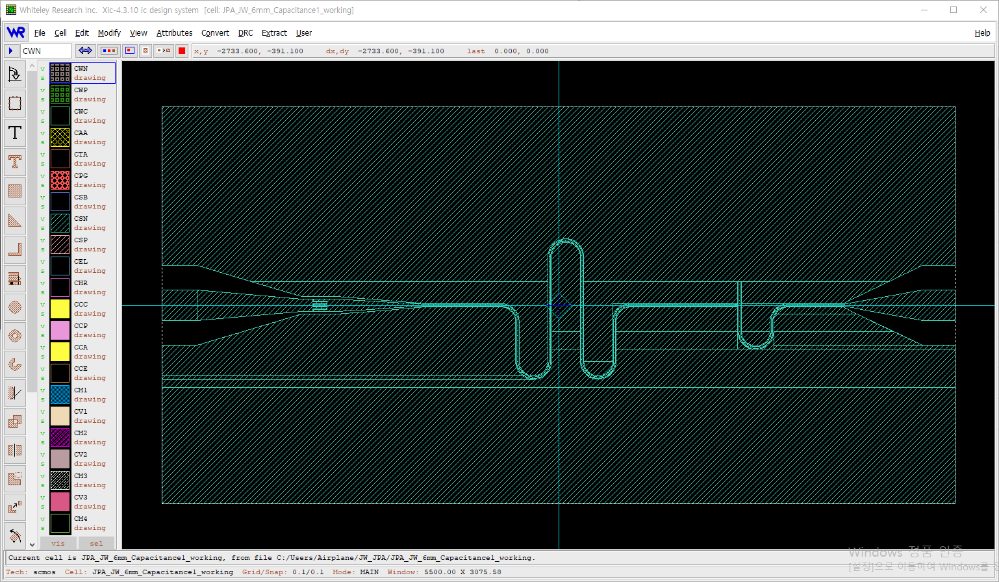 Whiteley Research Inc.  Xic-4.3.10 ic design system  [cell: JPA_JW_6mm_Capacitance1_working]
WR File Cell Edit Modify View Attributes Convert DRC Extract User Help
CWN x,y -2733.600, -391.100 dx,dy -2733.600, -391.100 last 0.000, 0.000
v CWN
s drawing
v CWP
s drawing
v CWC
s drawing
v CAA
s drawing
v CTA
s drawing
v CPG
s drawing
v CSB
s drawing
v CSN
s drawing
v CSP
s drawing
v CEL
s drawing
v CHR
s drawing
v CCC
s drawing
v CCP
s drawing
v CCA
s drawing
v CCE
s drawing
v CM1
s drawing
v CV1
s drawing
v CM2
s drawing
v CV2
s drawing
v CM3
s drawing
v CV3
s drawing
v CM4
s drawing
vis sel
Windows 정품 인증
[설정]으로 이동하여 Windows를
Current cell is JPA_JW_6mm_Capacitance1_working, from file C:/Users/Airplane/JW_JPA/JPA_JW_6mm_Capacitance1_working.
Tech: scmos Cell: JPA_JW_6mm_Capacitance1_working Grid/Snap: 0.1/0.1 Mode: MAIN Window: 5500.00 X 3075.58